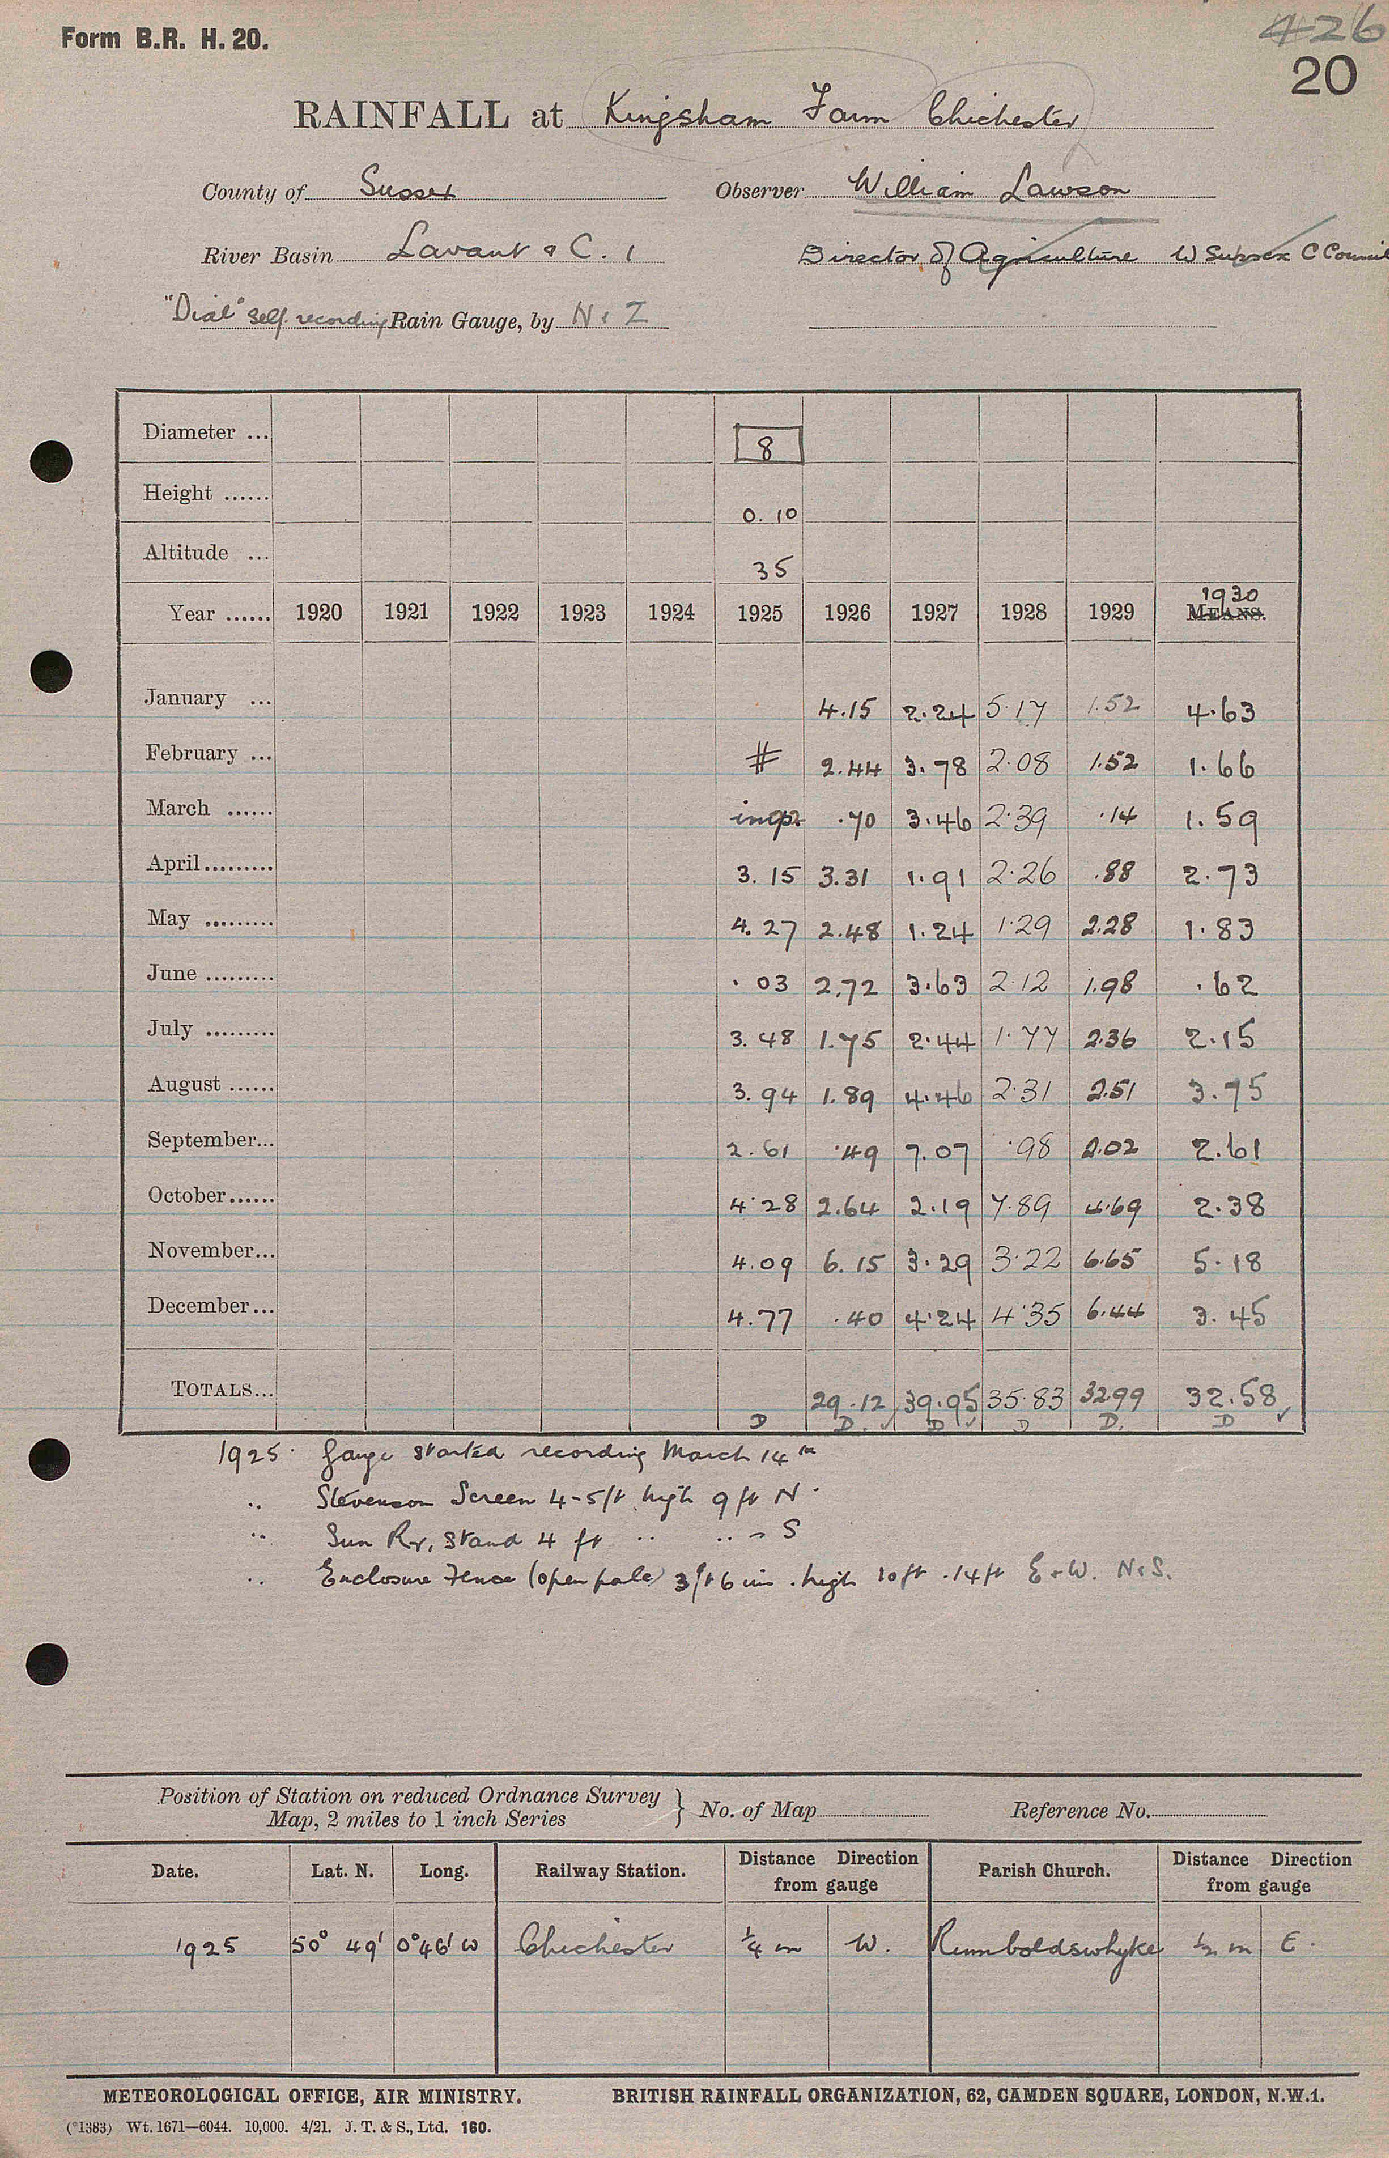 Form B.R. H. 20.
426
20
RAINFALL at Kingsham Farm Chichester
County of Sussex Observer William Lawson
River Basin Lavant & C. 1 Director of Agriculture W Sussex C Council
"Dial" self recording Rain Gauge, by N & Z
Diameter ... 8
Height ...... 0. 10
Altitude ... 35
1930
Year ...... 1920 1921 1922 1923 1924 1925 1926 1927 1928 1929 MEANS.
January ... 4.15 2.24 5.17 1.52 4.63
February ... # 2.44 3.78 2.08 1.52 1.66
March ...... .70 3.46 2.39 .14 1.59
April ......... 3.15 3.31 1.91 2.26 .88 2.73
May ......... 4.27 2.48 1.24 1.29 2.28 1.83
June ......... .03 2.72 3.63 2.12 1.98 .62
July ......... 3.48 1.75 2.44 1.77 2.36 2.15
August ...... 3.94 1.89 4.46 2.31 2.51 3.75
September... 2.61 .49 7.07 .98 2.02 2.61
October...... 4.28 2.64 2.19 7.89 4.69 2.38
November... 4.09 6.15 3.29 3.22 6.65 5.18
December... 4.77 .40 4.24 4.35 6.44 3.45
TOTALS... 29.12 39.95 35.83 32.99 32.58
D D. D D D. D
1925. Gauge started recording March 14th
" Stevenson Screen 4-5ft high 9 ft N.
" Sun Rr, Stand 4 ft " " " S
" Enclosure Fence (open pale) 3ft 6 ins. high 10ft . 14ft E & W. N & S.
Position of Station on reduced Ordnance Survey
Map, 2 miles to 1 inch Series } No. of Map Reference No.
Date. Lat. N. Long. Railway Station. Distance Direction from gauge Parish Church. Distance Direction from gauge
1925 50° 49' 0°46' W Chichester ¼ m W. Rumboldswhyke ½ m E.
METEOROLOGICAL OFFICE, AIR MINISTRY. BRITISH RAINFALL ORGANIZATION, 62, CAMDEN SQUARE, LONDON, N.W.1.
(*1383) Wt. 1671—6044. 10,000. 4/21. J. T. & S., Ltd. 160.